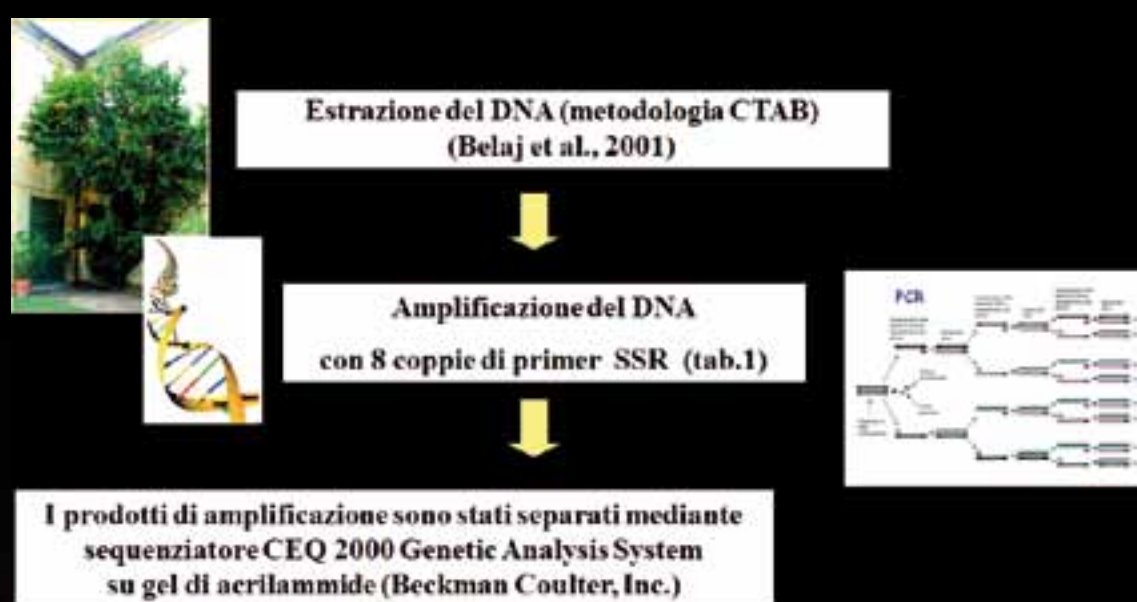 Estrazione del DNA (metodologia CTAB)
(Belaj et al., 2001)
Amplificazione del DNA
con 8 coppie di primer SSR (tab.1)
PCR
I prodotti di amplificazione sono stati separati mediante
sequenziatore CEQ 2000 Genetic Analysis System
su gel di acrilammide (Beckman Coulter, Inc.)